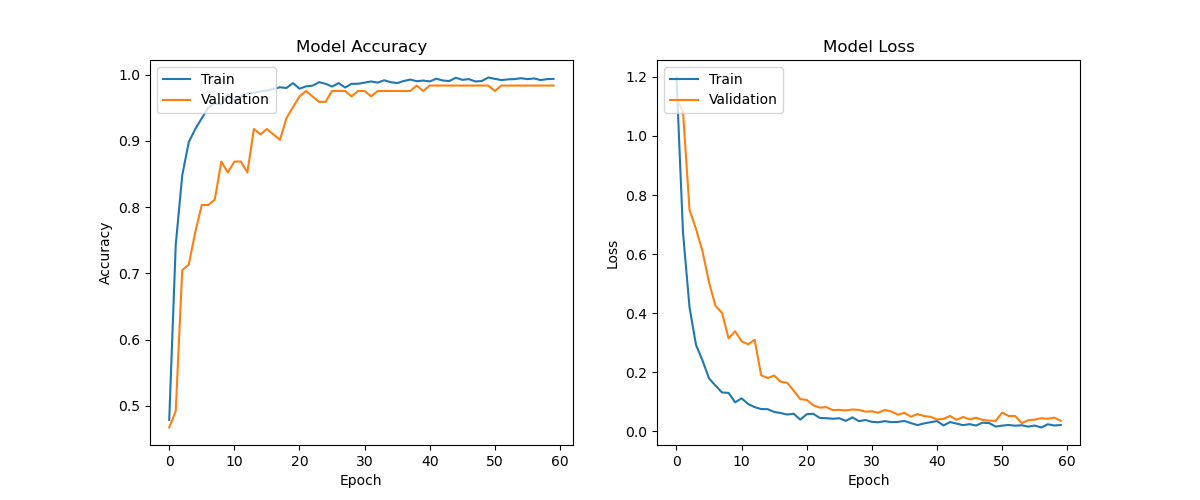 Model Accuracy
Train
Validation
1.0
0.9
0.8
0.7
0.6
0.5
Accuracy
0 10 20 30 40 50 60
Epoch
Model Loss
Train
Validation
1.2
1.0
0.8
0.6
0.4
0.2
0.0
Loss
0 10 20 30 40 50 60
Epoch